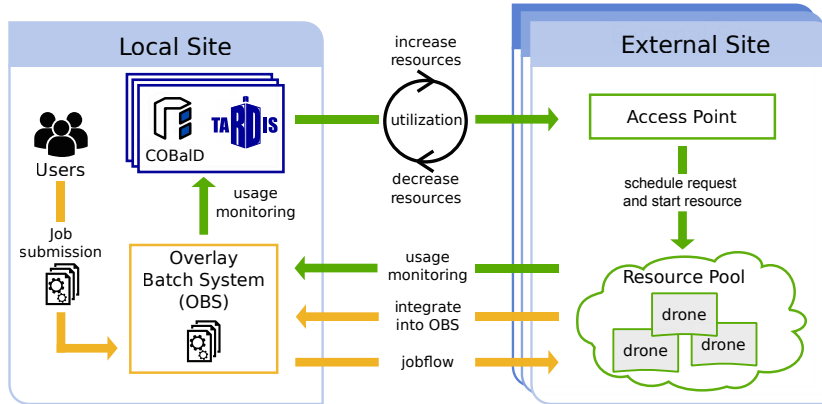 Local Site
External Site
Users
Job
submission
COBalD
TARDIS
usage
monitoring
Overlay
Batch System
(OBS)
increase
resources
utilization
decrease
resources
usage
monitoring
integrate
into OBS
jobflow
Access Point
schedule request
and start resource
Resource Pool
drone
drone
drone